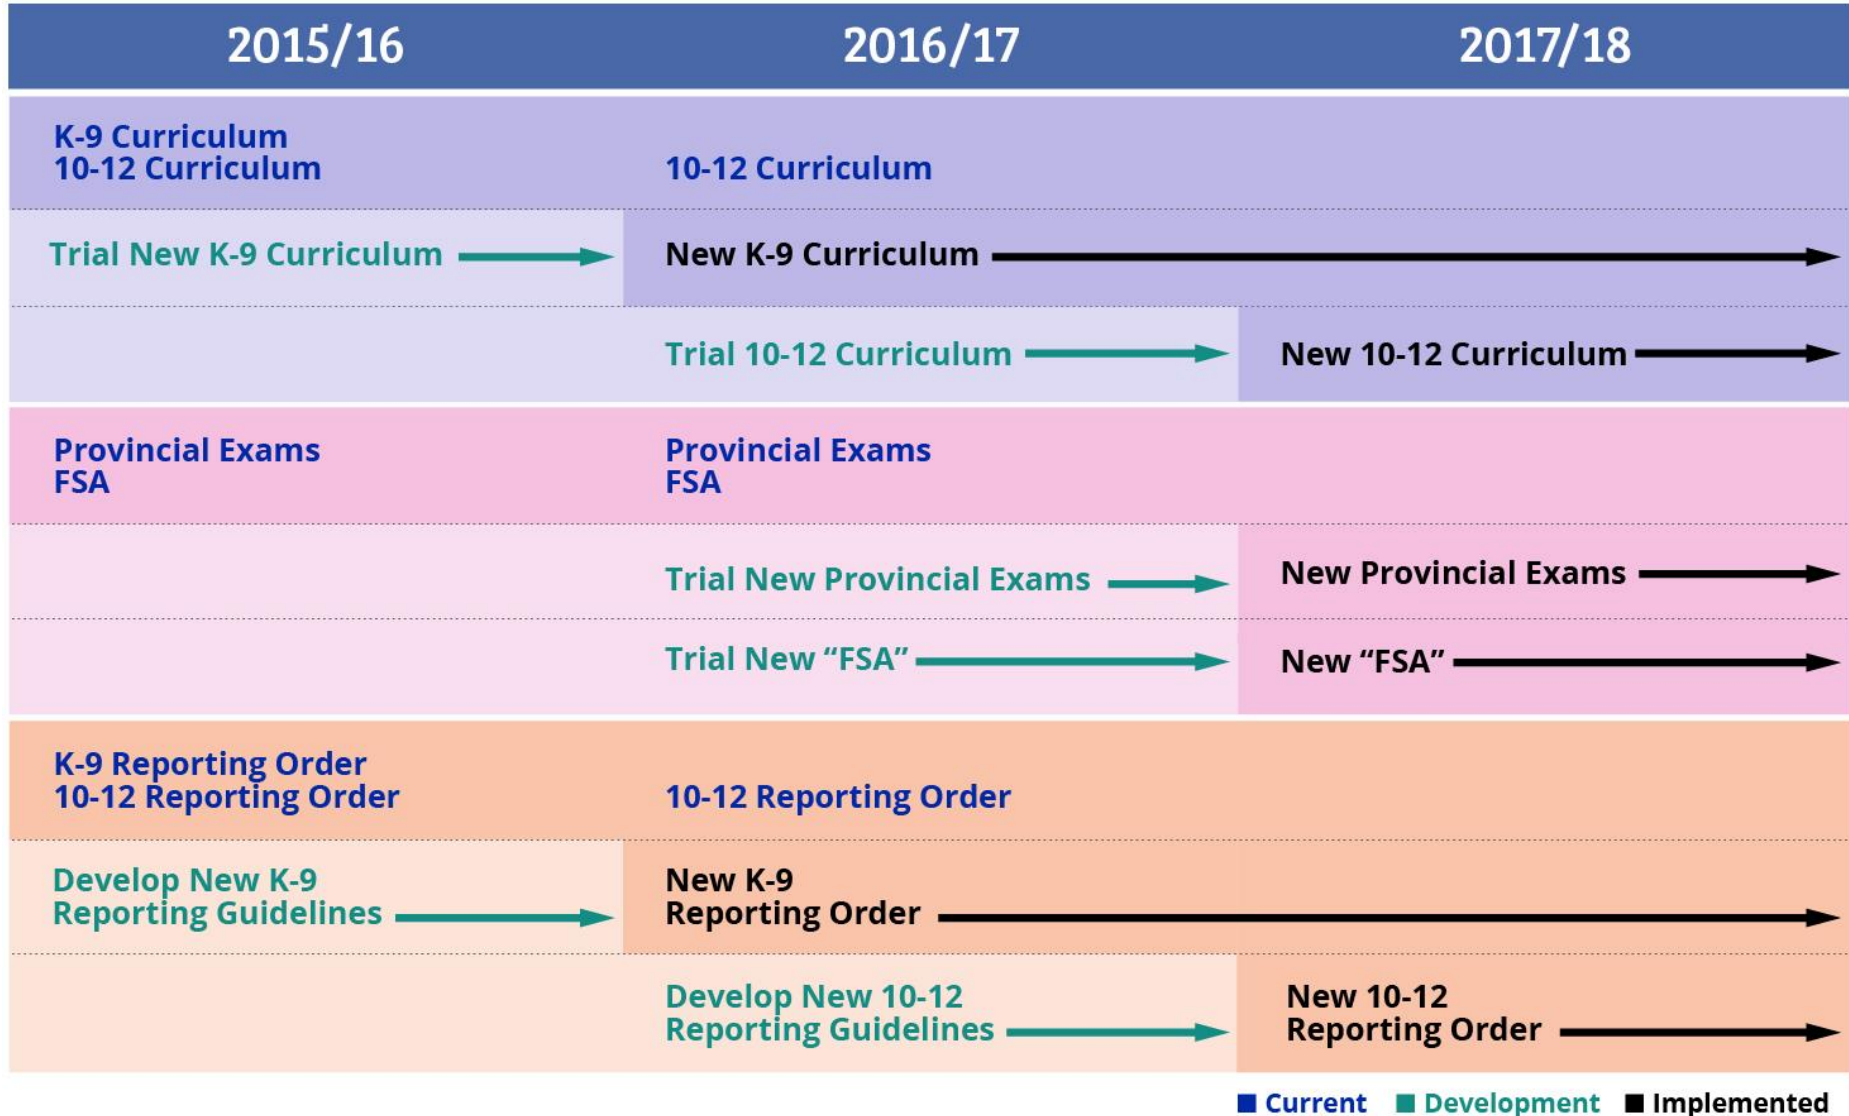 2015/16 2016/17 2017/18
K-9 Curriculum
10-12 Curriculum 10-12 Curriculum
Trial New K-9 Curriculum New K-9 Curriculum
Trial 10-12 Curriculum New 10-12 Curriculum
Provincial Exams Provincial Exams
FSA FSA
Trial New Provincial Exams New Provincial Exams
Trial New “FSA” New “FSA”
K-9 Reporting Order
10-12 Reporting Order 10-12 Reporting Order
Develop New K-9 New K-9
Reporting Guidelines Reporting Order
Develop New 10-12 New 10-12
Reporting Guidelines Reporting Order
Current Development Implemented